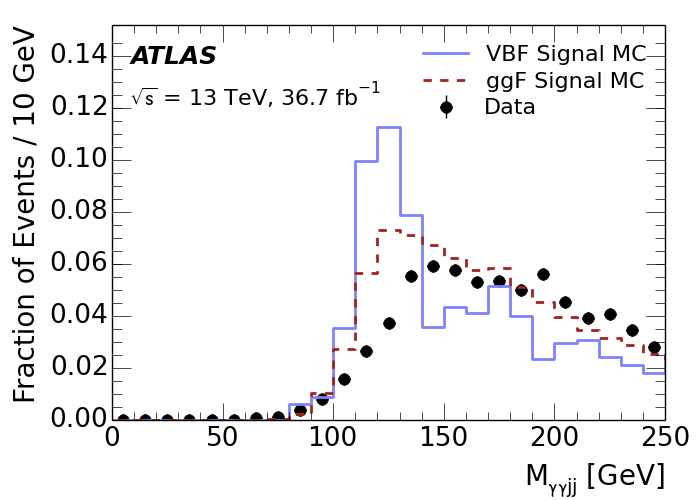 Fraction of Events / 10 GeV
0.14
0.12
0.10
0.08
0.06
0.04
0.02
0.00
ATLAS
√s = 13 TeV, 36.7 fb⁻¹
VBF Signal MC
ggF Signal MC
Data
0 50 100 150 200 250
Mγγjj [GeV]